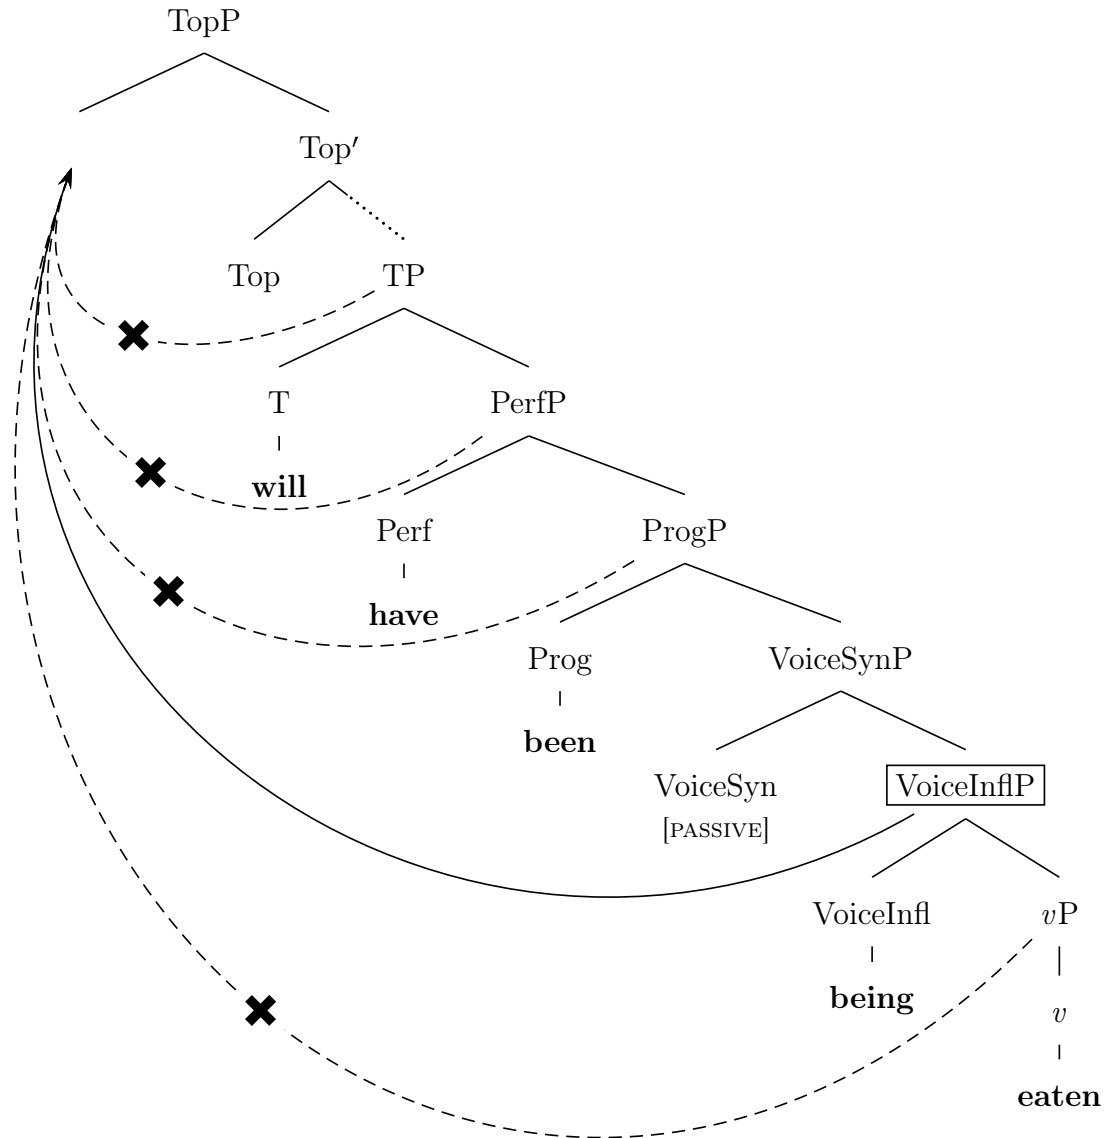 TopP
Top′
Top TP
T PerfP
will
Perf ProgP
have
Prog VoiceSynP
been
VoiceSyn VoiceInflP
[PASSIVE]
VoiceInfl vP
being
v
eaten